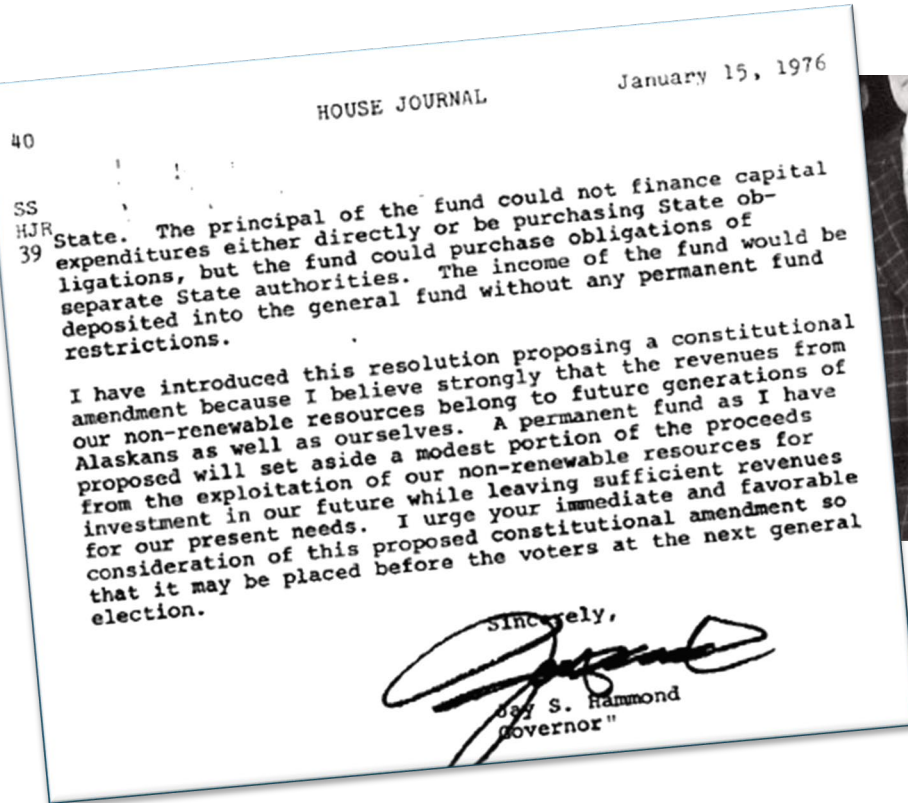 40
HOUSE JOURNAL
January 15, 1976
SS
HJR
39
State. The principal of the fund could not finance capital
expenditures either directly or be purchasing State ob-
ligations, but the fund could purchase obligations of
separate State authorities. The income of the fund would be
deposited into the general fund without any permanent fund
restrictions.
I have introduced this resolution proposing a constitutional
amendment because I believe strongly that the revenues from
our non-renewable resources belong to future generations of
Alaskans as well as ourselves. A permanent fund as I have
proposed will set aside a modest portion of the proceeds
from the exploitation of our non-renewable resources for
investment in our future while leaving sufficient revenues
for our present needs. I urge your immediate and favorable
consideration of this proposed constitutional amendment so
that it may be placed before the voters at the next general
election.
Sincerely,
Jay S. Hammond
Governor"